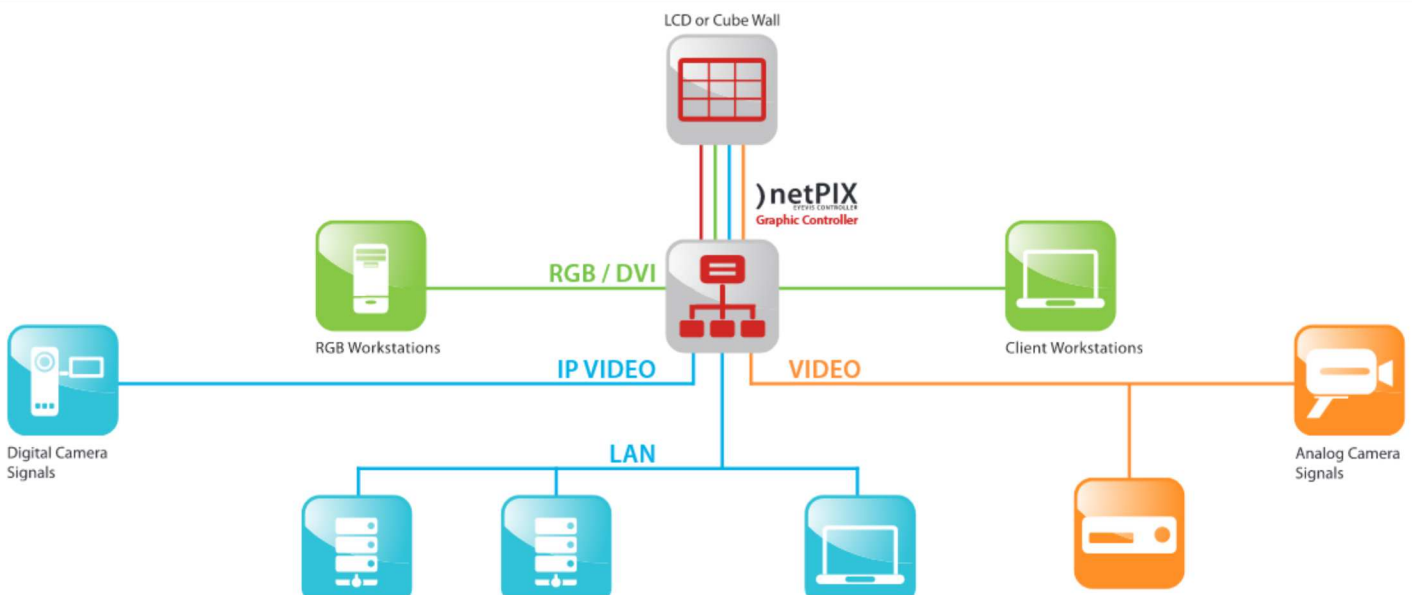 LCD or Cube Wall
)netPIX
EYEVIS CONTROLLER
Graphic Controller
RGB / DVI
RGB Workstations
Client Workstations
IP VIDEO
VIDEO
Digital Camera
Signals
LAN
Analog Camera
Signals